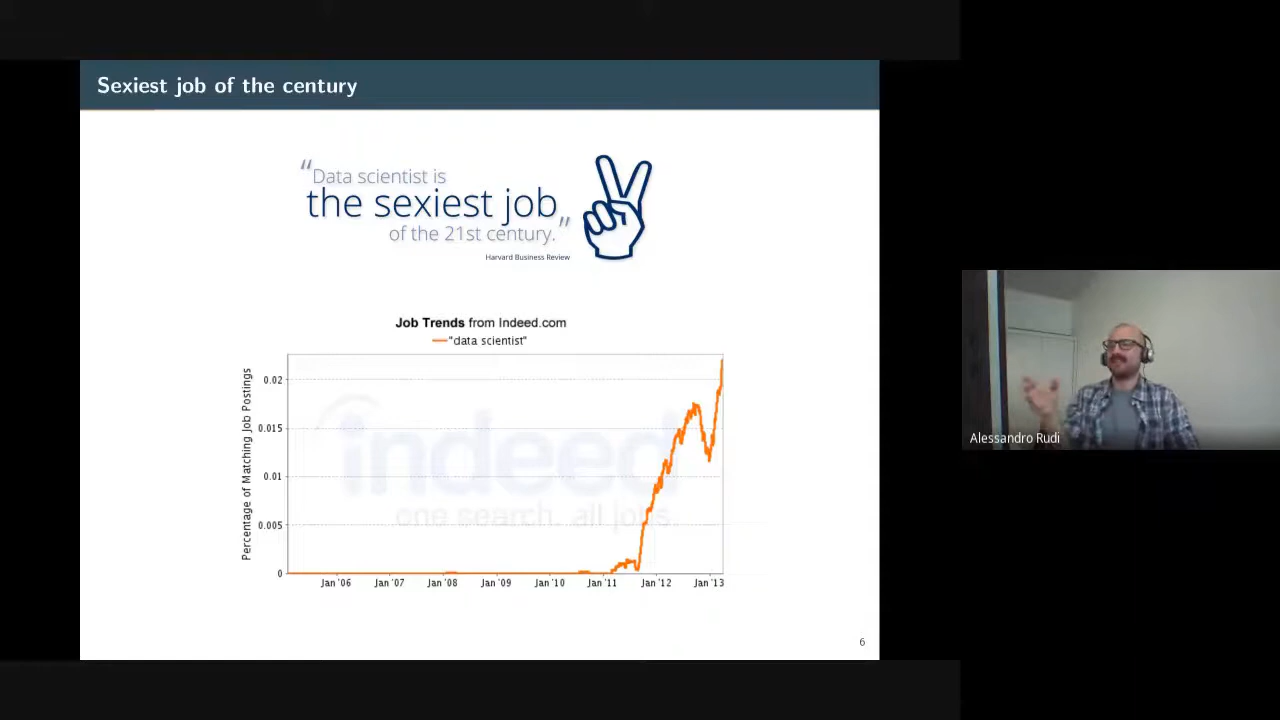 Sexiest job of the century
“Data scientist is
the sexiest job
of the 21st century.”
Harvard Business Review
Job Trends from Indeed.com
"data scientist"
Percentage of Matching Job Postings
0.02
0.015
0.01
0.005
0
indeed
one search. all jobs.
Jan '06 Jan '07 Jan '08 Jan '09 Jan '10 Jan '11 Jan '12 Jan '13
6
Alessandro Rudi